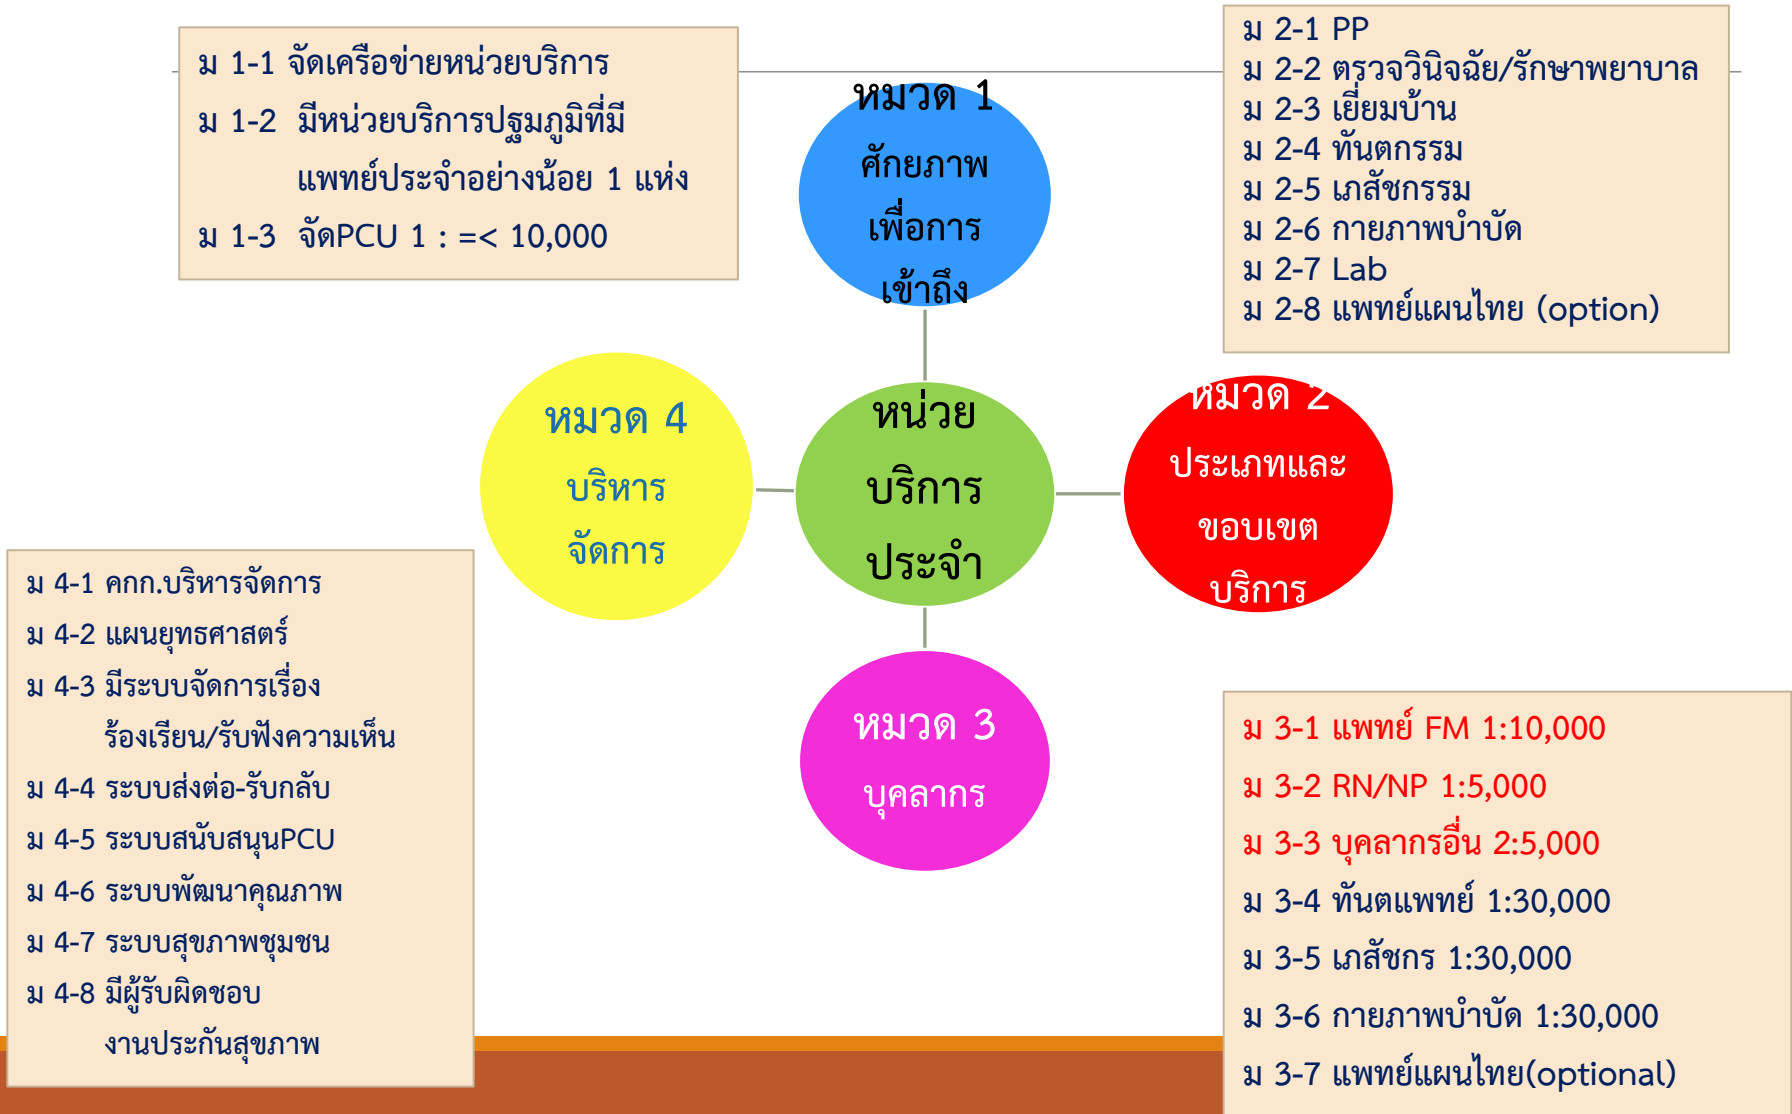 ม 1-1 จัดเครือข่ายหน่วยบริการ
ม 1-2 มีหน่วยบริการปฐมภูมิที่มี
แพทย์ประจำอย่างน้อย 1 แห่ง
ม 1-3 จัดPCU 1 : =< 10,000
หมวด 1
ศักยภาพ
เพื่อการ
เข้าถึง
ม 2-1 PP
ม 2-2 ตรวจวินิจฉัย/รักษาพยาบาล
ม 2-3 เยี่ยมบ้าน
ม 2-4 ทันตกรรม
ม 2-5 เภสัชกรรม
ม 2-6 กายภาพบำบัด
ม 2-7 Lab
ม 2-8 แพทย์แผนไทย (option)
หมวด 4
บริหาร
จัดการ
หน่วย
บริการ
ประจำ
หมวด 2
ประเภทและ
ขอบเขต
บริการ
ม 4-1 คกก.บริหารจัดการ
ม 4-2 แผนยุทธศาสตร์
ม 4-3 มีระบบจัดการเรื่อง
ร้องเรียน/รับฟังความเห็น
ม 4-4 ระบบส่งต่อ-รับกลับ
ม 4-5 ระบบสนับสนุนPCU
ม 4-6 ระบบพัฒนาคุณภาพ
ม 4-7 ระบบสุขภาพชุมชน
ม 4-8 มีผู้รับผิดชอบ
งานประกันสุขภาพ
หมวด 3
บุคลากร
ม 3-1 แพทย์ FM 1:10,000
ม 3-2 RN/NP 1:5,000
ม 3-3 บุคลากรอื่น 2:5,000
ม 3-4 ทันตแพทย์ 1:30,000
ม 3-5 เภสัชกร 1:30,000
ม 3-6 กายภาพบำบัด 1:30,000
ม 3-7 แพทย์แผนไทย(optional)